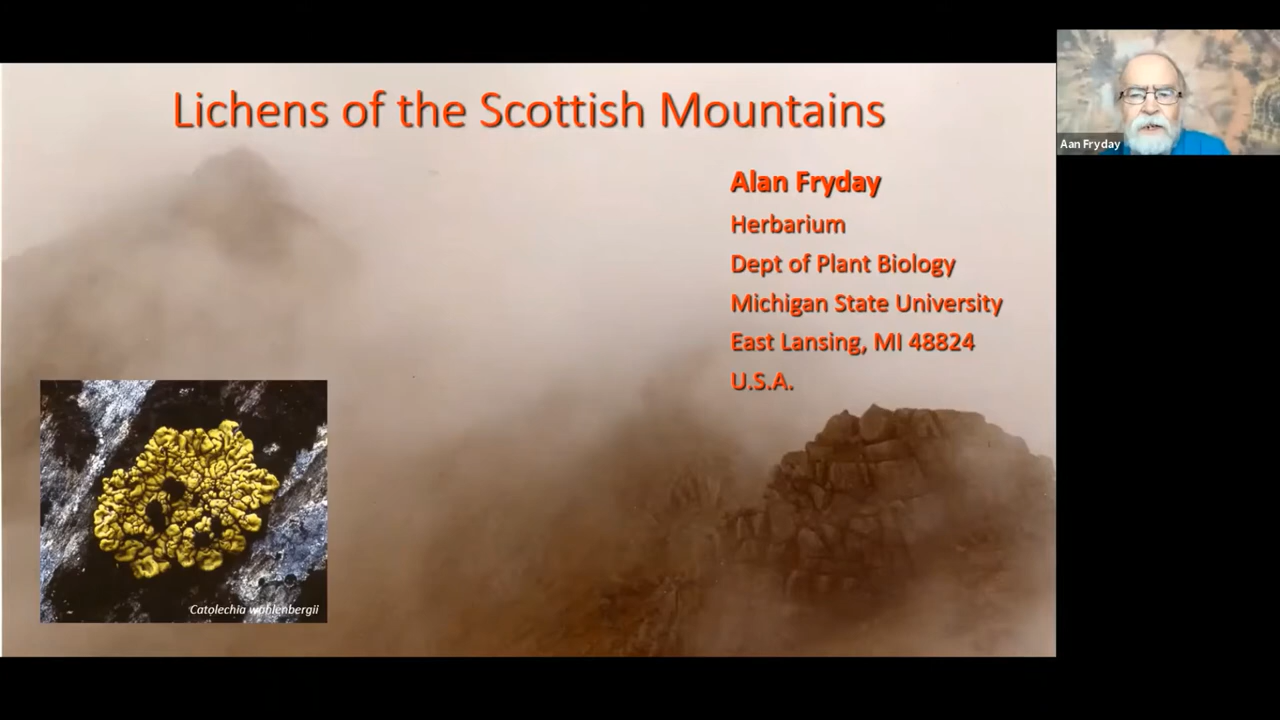 Lichens of the Scottish Mountains
Alan Fryday
Herbarium
Dept of Plant Biology
Michigan State University
East Lansing, MI 48824
U.S.A.
Catolechia wahlenbergii
Aan Fryday